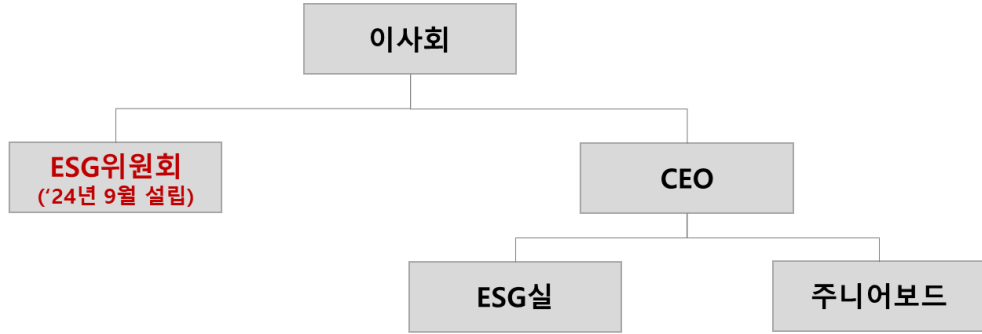 이사회
ESG위원회
(‘24년 9월 설립)
CEO
ESG실
주니어보드